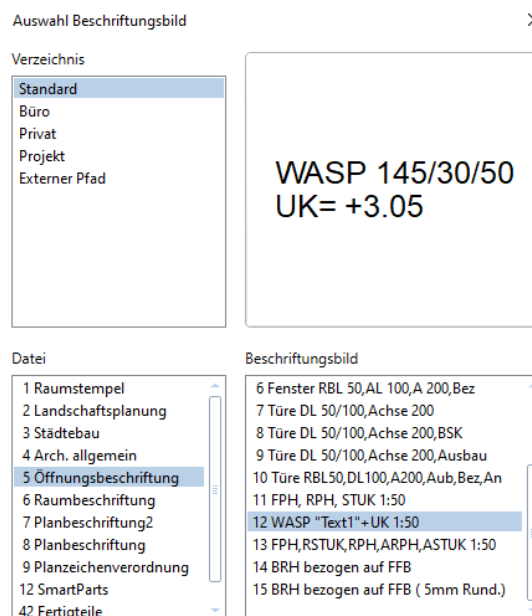 Auswahl Beschriftungsbild
Verzeichnis
Standard
Büro
Privat
Projekt
Externer Pfad
WASP 145/30/50
UK= +3.05
Datei
1 Raumstempel
2 Landschaftsplanung
3 Städtebau
4 Arch. allgemein
5 Öffnungsbeschriftung
6 Raumbeschriftung
7 Planbeschriftung2
8 Planbeschriftung
9 Planzeichenverordnung
12 SmartParts
42 Fertigteile
Beschriftungsbild
6 Fenster RBL 50,AL 100,A 200,Bez
7 Türe DL 50/100,Achse 200
8 Türe DL 50/100,Achse 200,BSK
9 Türe DL 50/100,Achse 200,Ausbau
10 Türe RBL50,DL100,A200,Aub,Bez,An
11 FPH, RPH, STUK 1:50
12 WASP "Text1"+UK 1:50
13 FPH,RSTUK,RPH,ARPH,ASTUK 1:50
14 BRH bezogen auf FFB
15 BRH bezogen auf FFB ( 5mm Rund.)